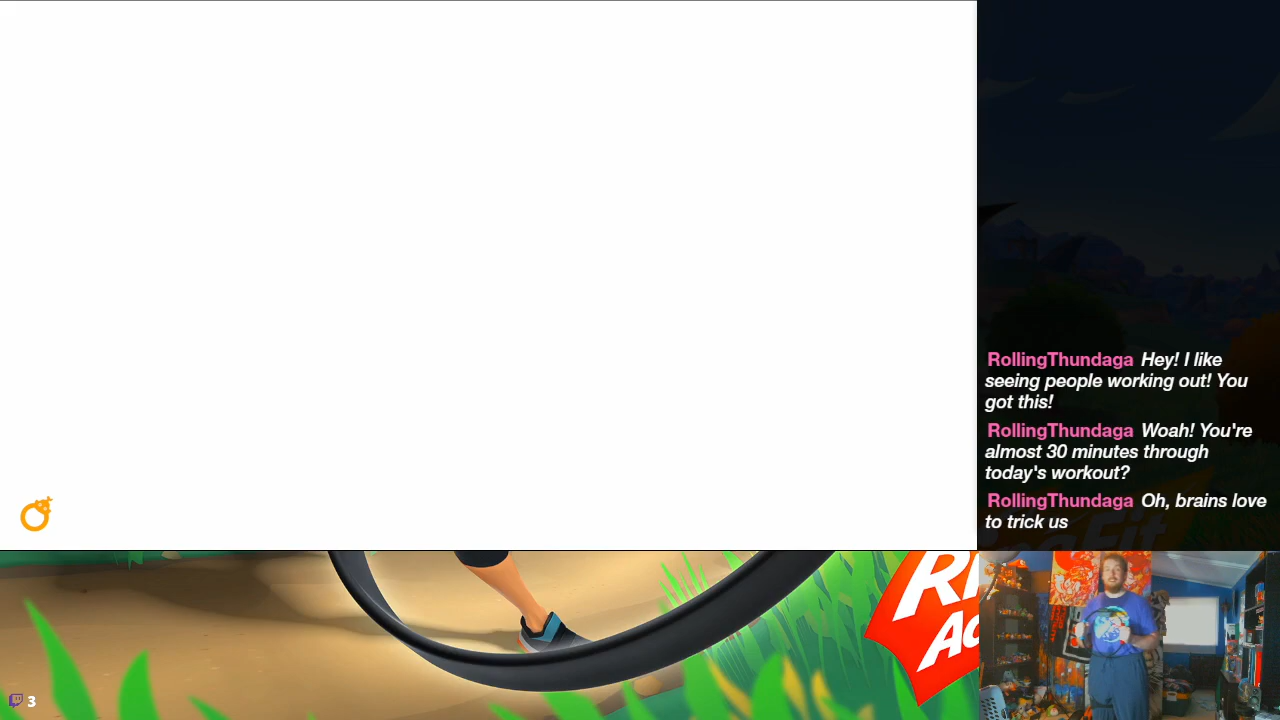 RollingThundaga Hey! I like
seeing people working out! You
got this!
RollingThundaga Woah! You're
almost 30 minutes through
today's workout?
RollingThundaga Oh, brains love
to trick us
3